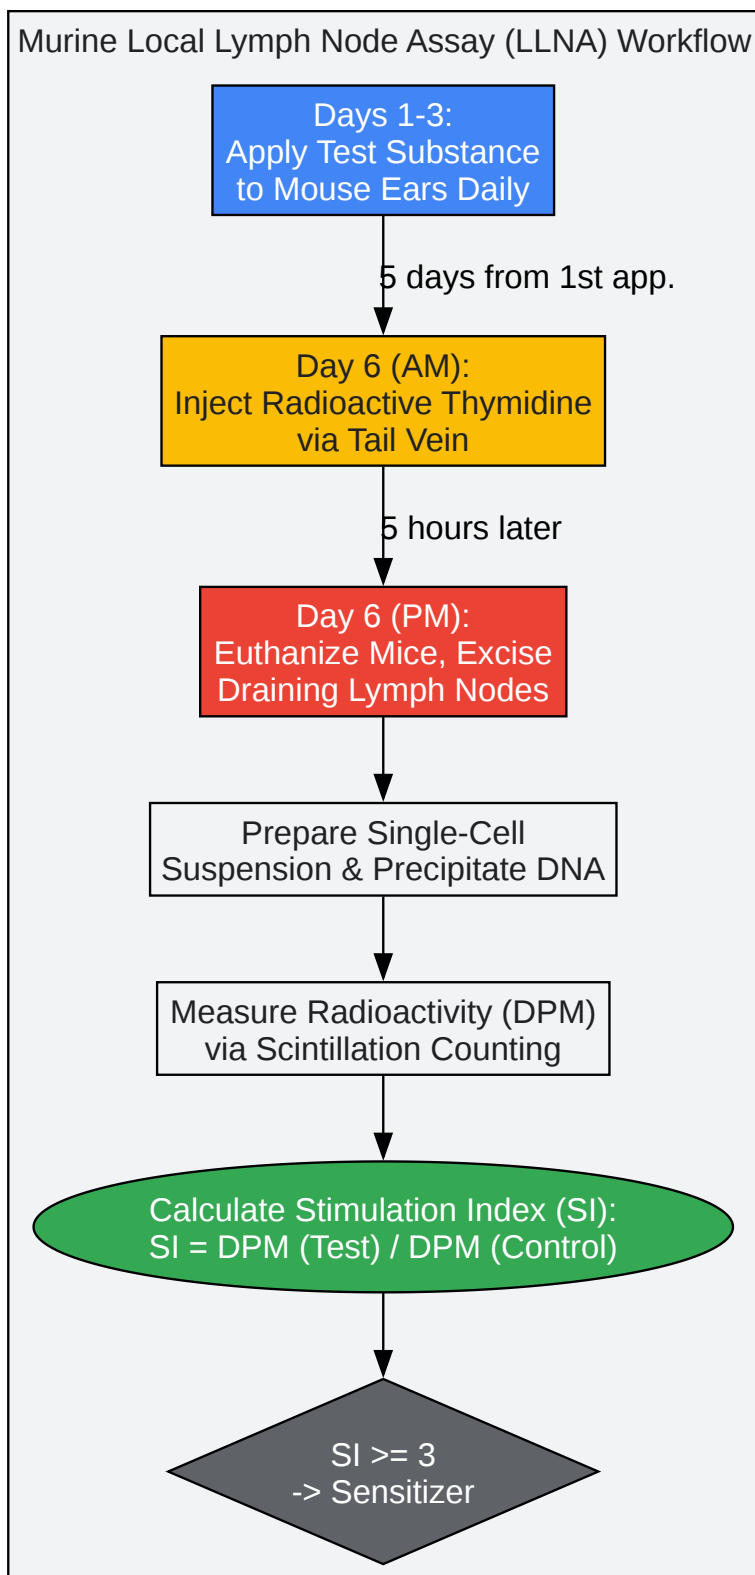 Murine Local Lymph Node Assay (LLNA) Workflow
Days 1-3:
Apply Test Substance
to Mouse Ears Daily
5 days from 1st app.
Day 6 (AM):
Inject Radioactive Thymidine
via Tail Vein
5 hours later
Day 6 (PM):
Euthanize Mice, Excise
Draining Lymph Nodes
Prepare Single-Cell
Suspension & Precipitate DNA
Measure Radioactivity (DPM)
via Scintillation Counting
Calculate Stimulation Index (SI):
SI = DPM (Test) / DPM (Control)
SI >= 3
-> Sensitizer